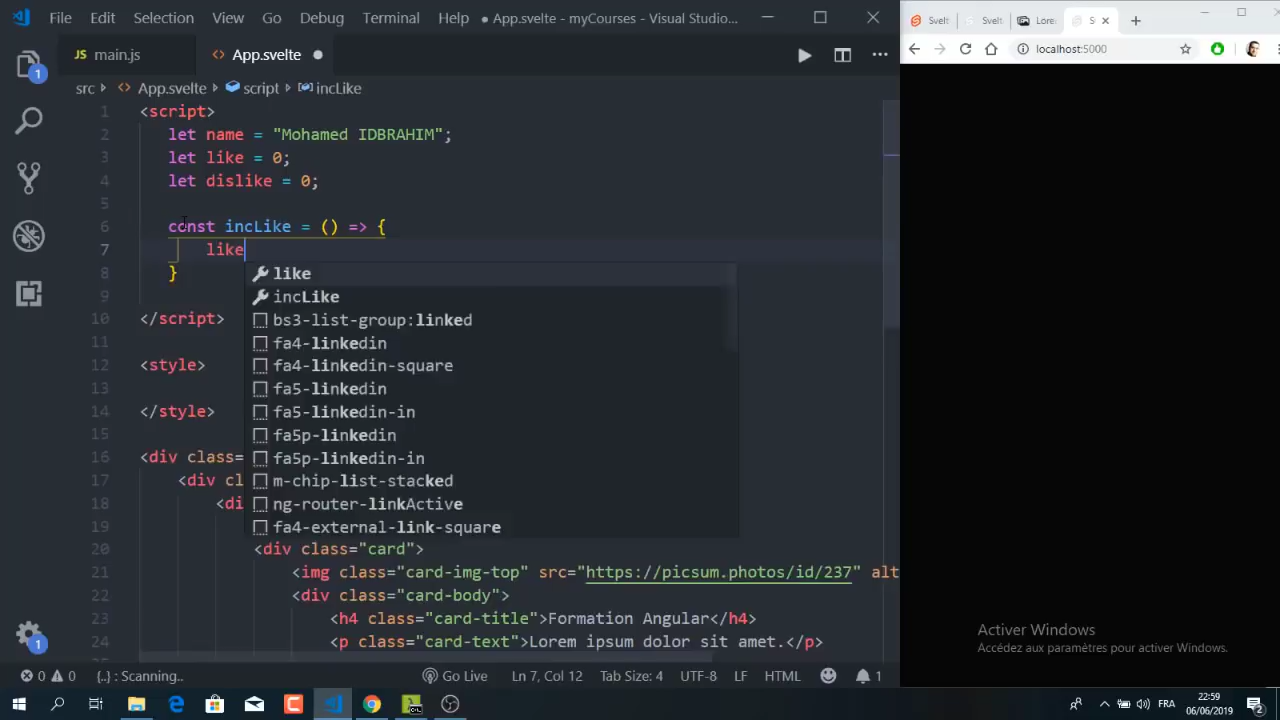 File Edit Selection View Go Debug Terminal Help ● App.svelte - myCourses - Visual Studio...
Svelt Svelt Lore S
JS main.js <> App.svelte ●
localhost:5000
src > <> App.svelte > script > incLike
1 <script>
2 let name = "Mohamed IDBRAHIM";
3 let like = 0;
4 let dislike = 0;
5
6 const incLike = () => {
7 like
8 }
9
10 </script>
11
12 <style>
13
14 </style>
15
16 <div class=
17 <div cl
18 <di
19
20 <div class="card">
21 <img class="card-img-top" src="https://picsum.photos/id/237" alt
22 <div class="card-body">
23 <h4 class="card-title">Formation Angular</h4>
24 <p class="card-text">Lorem ipsum dolor sit amet.</p>
like
incLike
bs3-list-group:linked
fa4-linkedin
fa4-linkedin-square
fa5-linkedin
fa5-linkedin-in
fa5p-linkedin
fa5p-linkedin-in
m-chip-list-stacked
ng-router-linkActive
fa4-external-link-square
1
1
Activer Windows
Accédez aux paramètres pour activer Windows.
0 0 {..} : Scanning.. Go Live Ln 7, Col 12 Tab Size: 4 UTF-8 LF HTML 1
FRA 22:59
06/06/2019 2